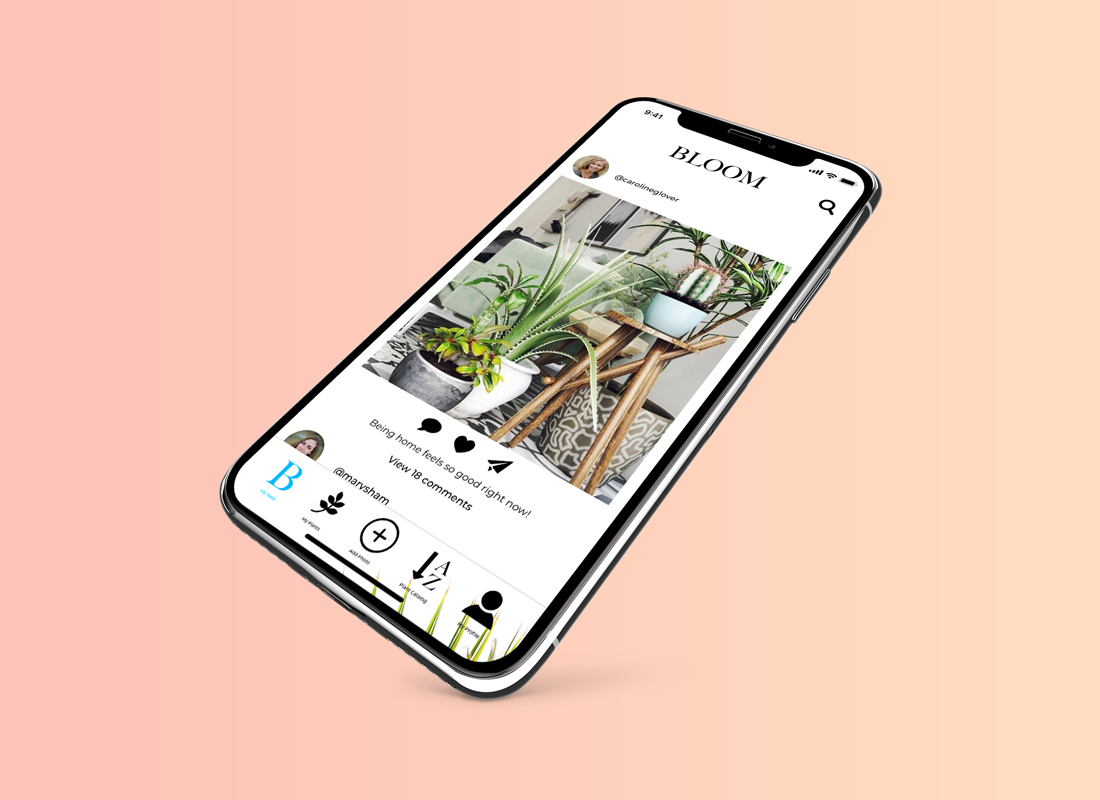 9:41
BLOOM
@carolineglover
Being home feels so good right now!
View 18 comments
@marysham
B
My Feed
My Plants
Add Photo
A
Z
Plant Catalog
My Profile